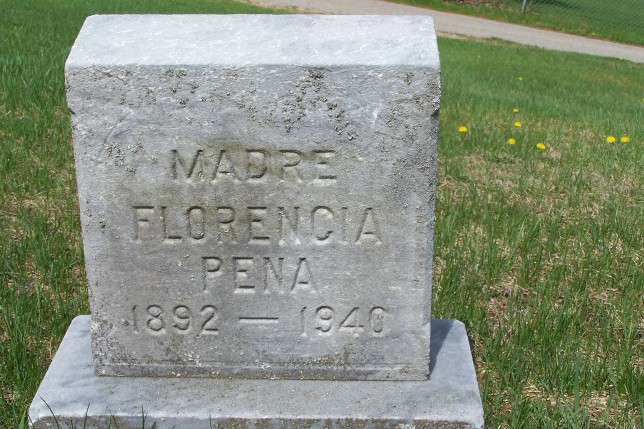 MADRE
FLORENCIA
PENA
1892 — 1940